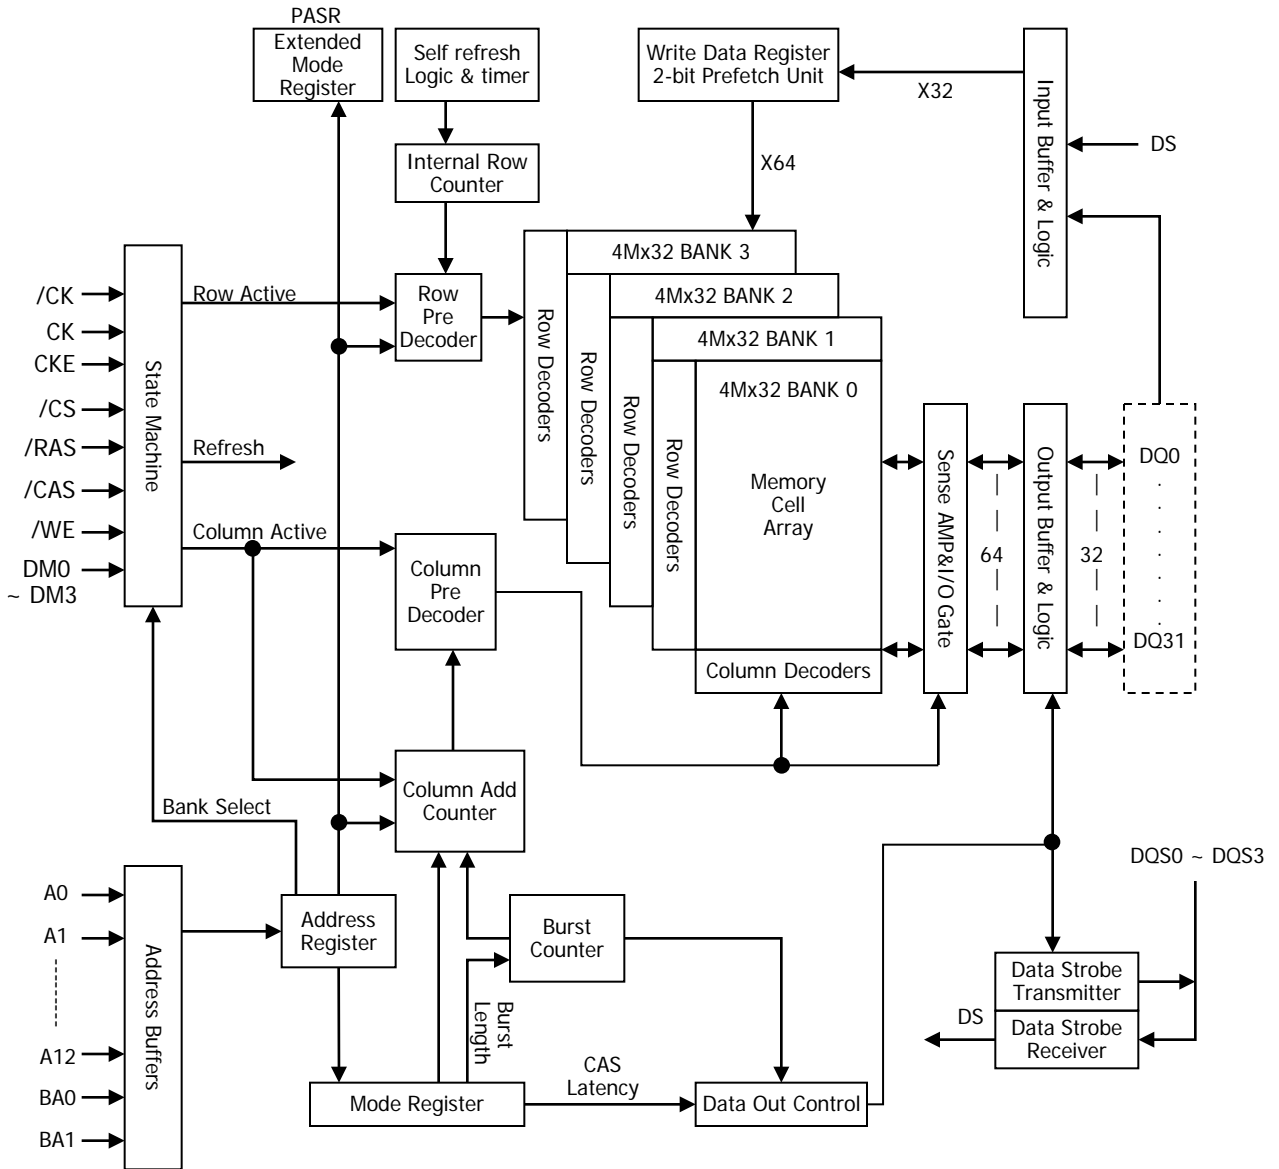 PASR
Extended
Mode
Register
Self refresh
Logic & timer
Write Data Register
2-bit Prefetch Unit
X32
Input Buffer & Logic
DS
Internal Row
Counter
X64
4Mx32 BANK 3
4Mx32 BANK 2
4Mx32 BANK 1
4Mx32 BANK 0
Row Decoders
Row Decoders
Row Decoders
Row Decoders
Memory
Cell
Array
Column Decoders
/CK
CK
CKE
/CS
/RAS
/CAS
/WE
DM0
~ DM3
State Machine
Row Active
Refresh
Column Active
Row
Pre
Decoder
Column
Pre
Decoder
Sense AMP&I/O Gate
64
Output Buffer & Logic
32
DQ0
DQ31
Bank Select
Column Add
Counter
A0
A1
A12
BA0
BA1
Address Buffers
Address
Register
Burst
Counter
Burst
Length
Mode Register
CAS
Latency
Data Out Control
DQS0 ~ DQS3
Data Strobe
Transmitter
DS
Data Strobe
Receiver